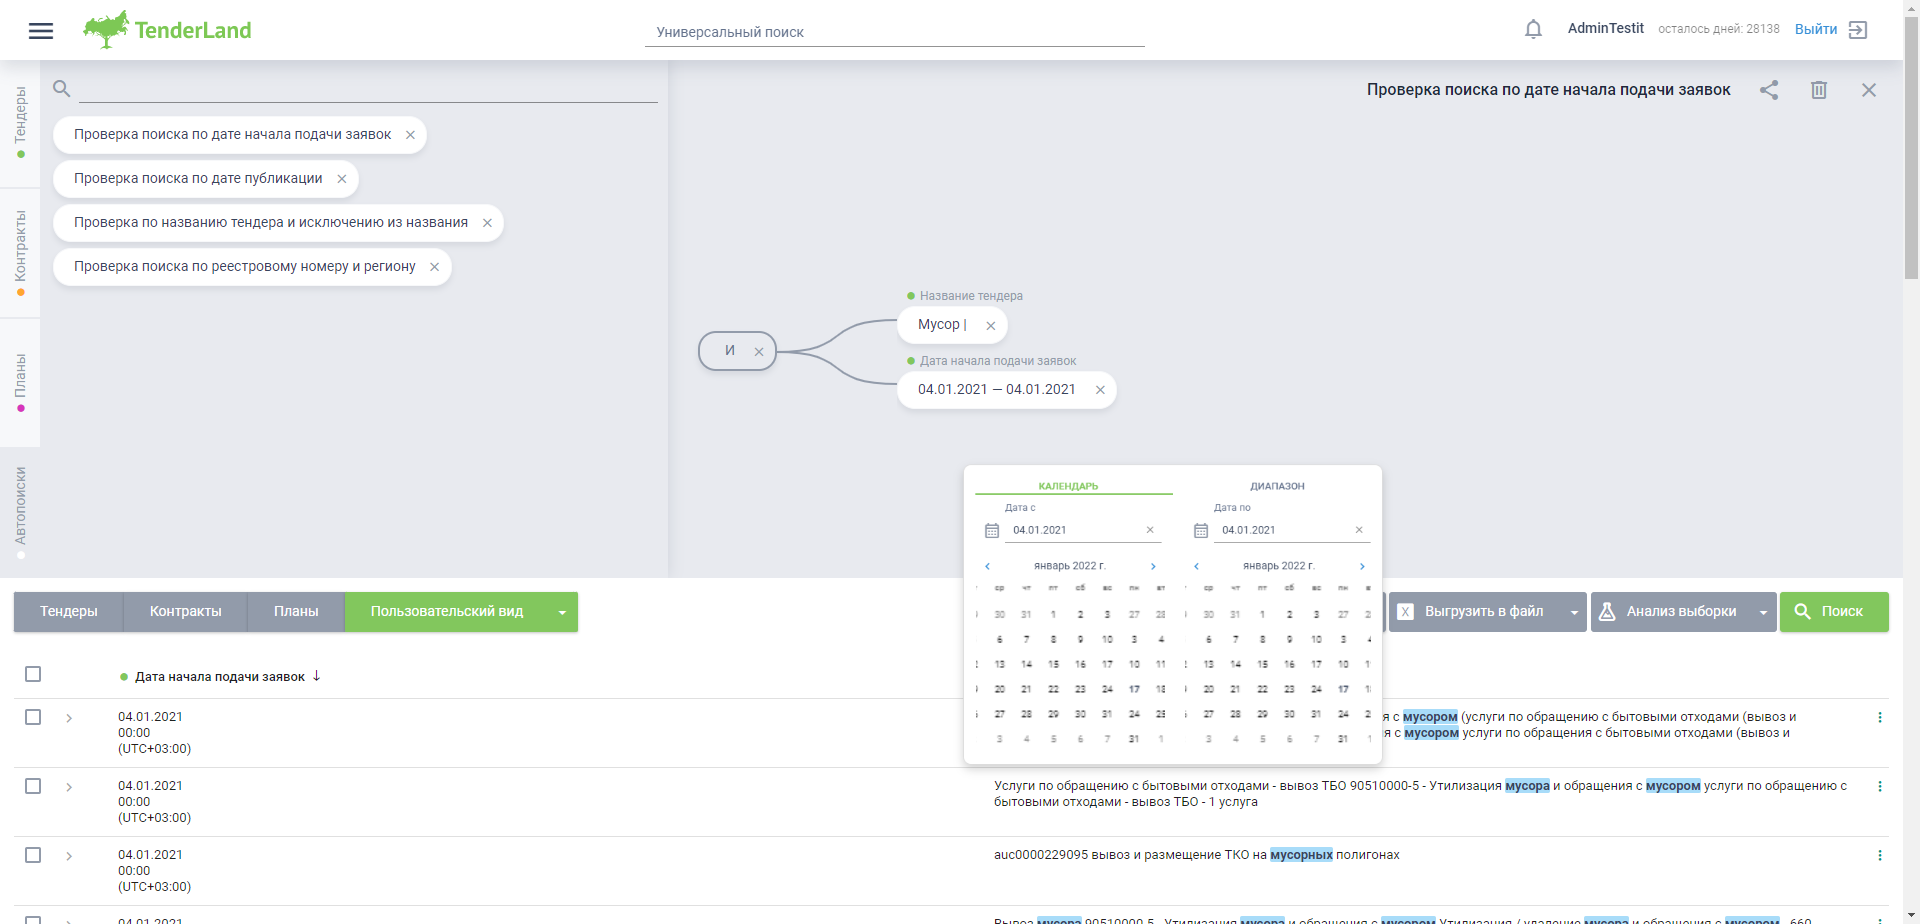 TenderLand
Универсальный поиск
AdminTestit
осталось дней: 28138
Выйти
Тендеры
Контракты
Планы
Автопоиски
Проверка поиска по дате начала подачи заявок
Проверка поиска по дате публикации
Проверка по названию тендера и исключению из названия
Проверка поиска по реестровому номеру и региону
Проверка поиска по дате начала подачи заявок
И
Название тендера
Мусор |
Дата начала подачи заявок
04.01.2021 — 04.01.2021
КАЛЕНДАРЬ
ДИАПАЗОН
Дата с
04.01.2021
Дата по
04.01.2021
январь 2022 г.
ср чт пт сб вс пн вт
30 31 1 2 3 27 28
6 7 8 9 10 3 4
13 14 15 16 17 10 11
20 21 22 23 24 17 18
27 28 29 30 31 24 25
3 4 5 6 7 31 1
январь 2022 г.
ср чт пт сб вс пн
30 31 1 2 3 27
6 7 8 9 10 3
13 14 15 16 17 10
20 21 22 23 24 17
27 28 29 30 31 24
3 4 5 6 7 31
Тендеры
Контракты
Планы
Пользовательский вид
Выгрузить в файл
Анализ выборки
Поиск
Дата начала подачи заявок
04.01.2021
00:00
(UTC+03:00)
я с мусором (услуги по обращению с бытовыми отходами (вывоз и
я с мусором услуги по обращения с бытовыми отходами (вывоз и
04.01.2021
00:00
(UTC+03:00)
Услуги по обращению с бытовыми отходами - вывоз ТБО 90510000-5 - Утилизация мусора и обращения с мусором услуги по обращению с
бытовыми отходами - вывоз ТБО - 1 услуга
04.01.2021
00:00
(UTC+03:00)
auc0000229095 вывоз и размещение ТКО на мусорных полигонах
04.01.2021
Вывоз мусора 90510000-5 - Утилизация мусора и обращения с мусором Утилизация / удаление мусора и обращения с мусором - 660